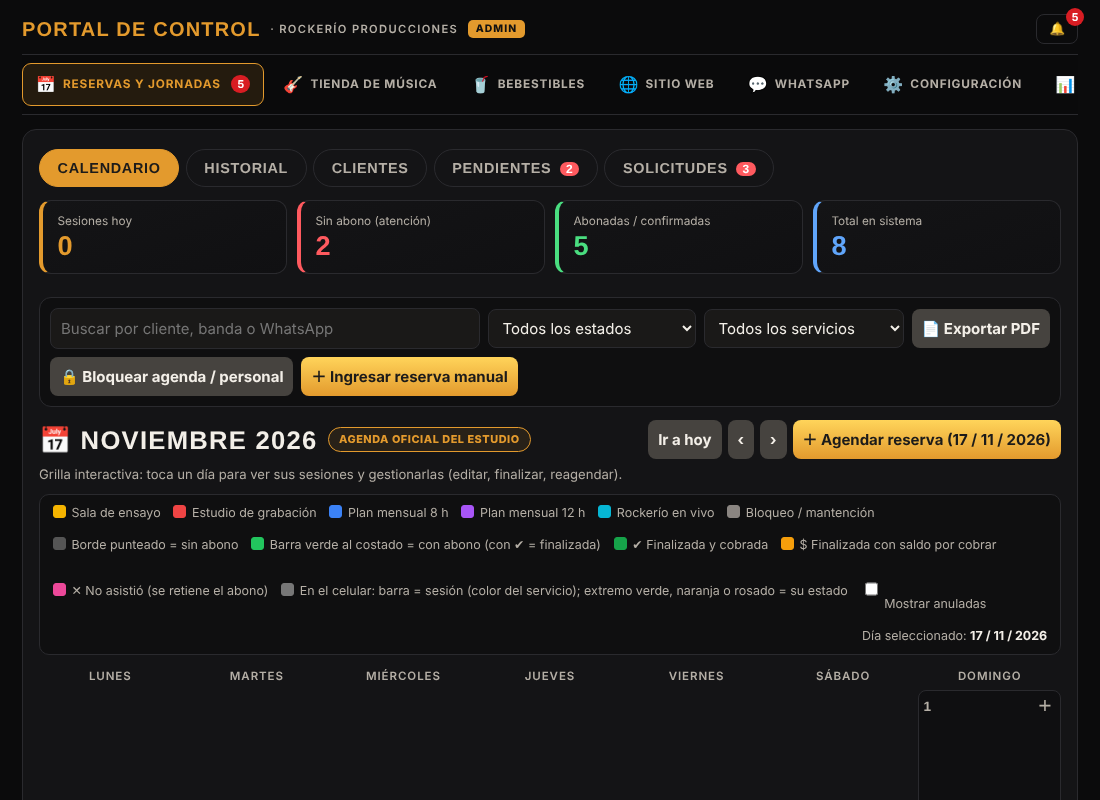 PORTAL DE CONTROL · ROCKERÍO PRODUCCIONES ADMIN 5
RESERVAS Y JORNADAS 5 TIENDA DE MÚSICA BEBESTIBLES SITIO WEB WHATSAPP CONFIGURACIÓN
CALENDARIO HISTORIAL CLIENTES PENDIENTES 2 SOLICITUDES 3
Sesiones hoy Sin abono (atención) Abonadas / confirmadas Total en sistema
0 2 5 8
Buscar por cliente, banda o WhatsApp Todos los estados Todos los servicios Exportar PDF
Bloquear agenda / personal + Ingresar reserva manual
NOVIEMBRE 2026 AGENDA OFICIAL DEL ESTUDIO Ir a hoy ‹ › + Agendar reserva (17 / 11 / 2026)
Grilla interactiva: toca un día para ver sus sesiones y gestionarlas (editar, finalizar, reagendar).
Sala de ensayo Estudio de grabación Plan mensual 8 h Plan mensual 12 h Rockerío en vivo Bloqueo / mantención
Borde punteado = sin abono Barra verde al costado = con abono (con ✔ = finalizada) ✔ Finalizada y cobrada $ Finalizada con saldo por cobrar
✕ No asistió (se retiene el abono) En el celular: barra = sesión (color del servicio); extremo verde, naranja o rosado = su estado
Mostrar anuladas
Día seleccionado: 17 / 11 / 2026
LUNES MARTES MIÉRCOLES JUEVES VIERNES SÁBADO DOMINGO
1 +